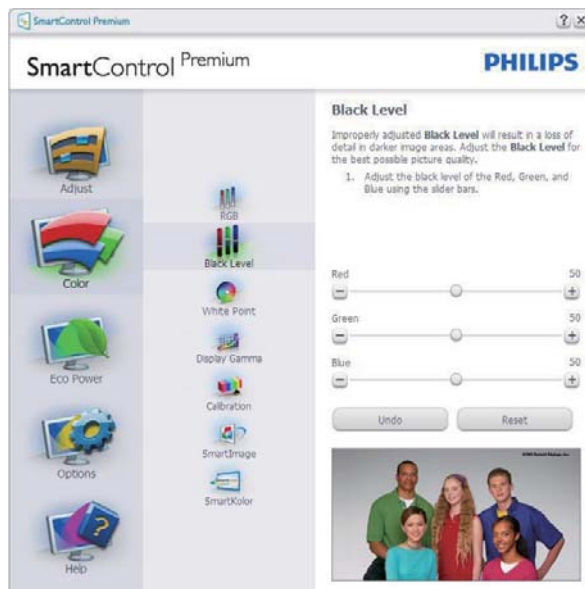 SmartControl Premium
SmartControl Premium
PHILIPS
Adjust
Color
Eco Power
Options
Help
RGB
Black Level
White Point
Display Gamma
Calibration
SmartImage
SmartKolor
Black Level
Improperly adjusted Black Level will result in a loss of
detail in darker image areas. Adjust the Black Level for
the best possible picture quality.
1. Adjust the black level of the Red, Green, and
Blue using the slider bars.
Red 50
Green 50
Blue 50
Undo Reset